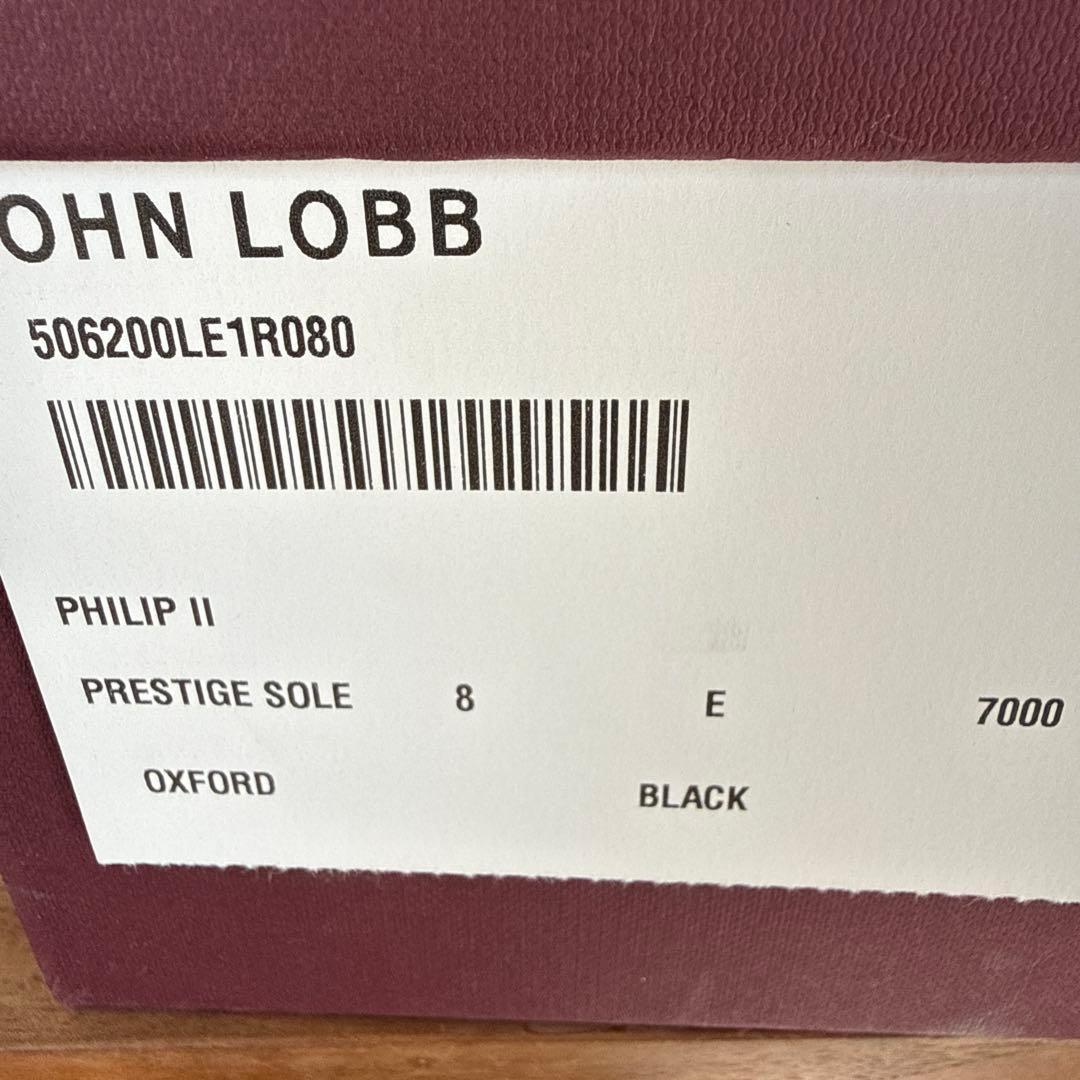 OHN LOBB
506200LE1R080
PHILIP II
PRESTIGE SOLE 8 E 7000
OXFORD BLACK